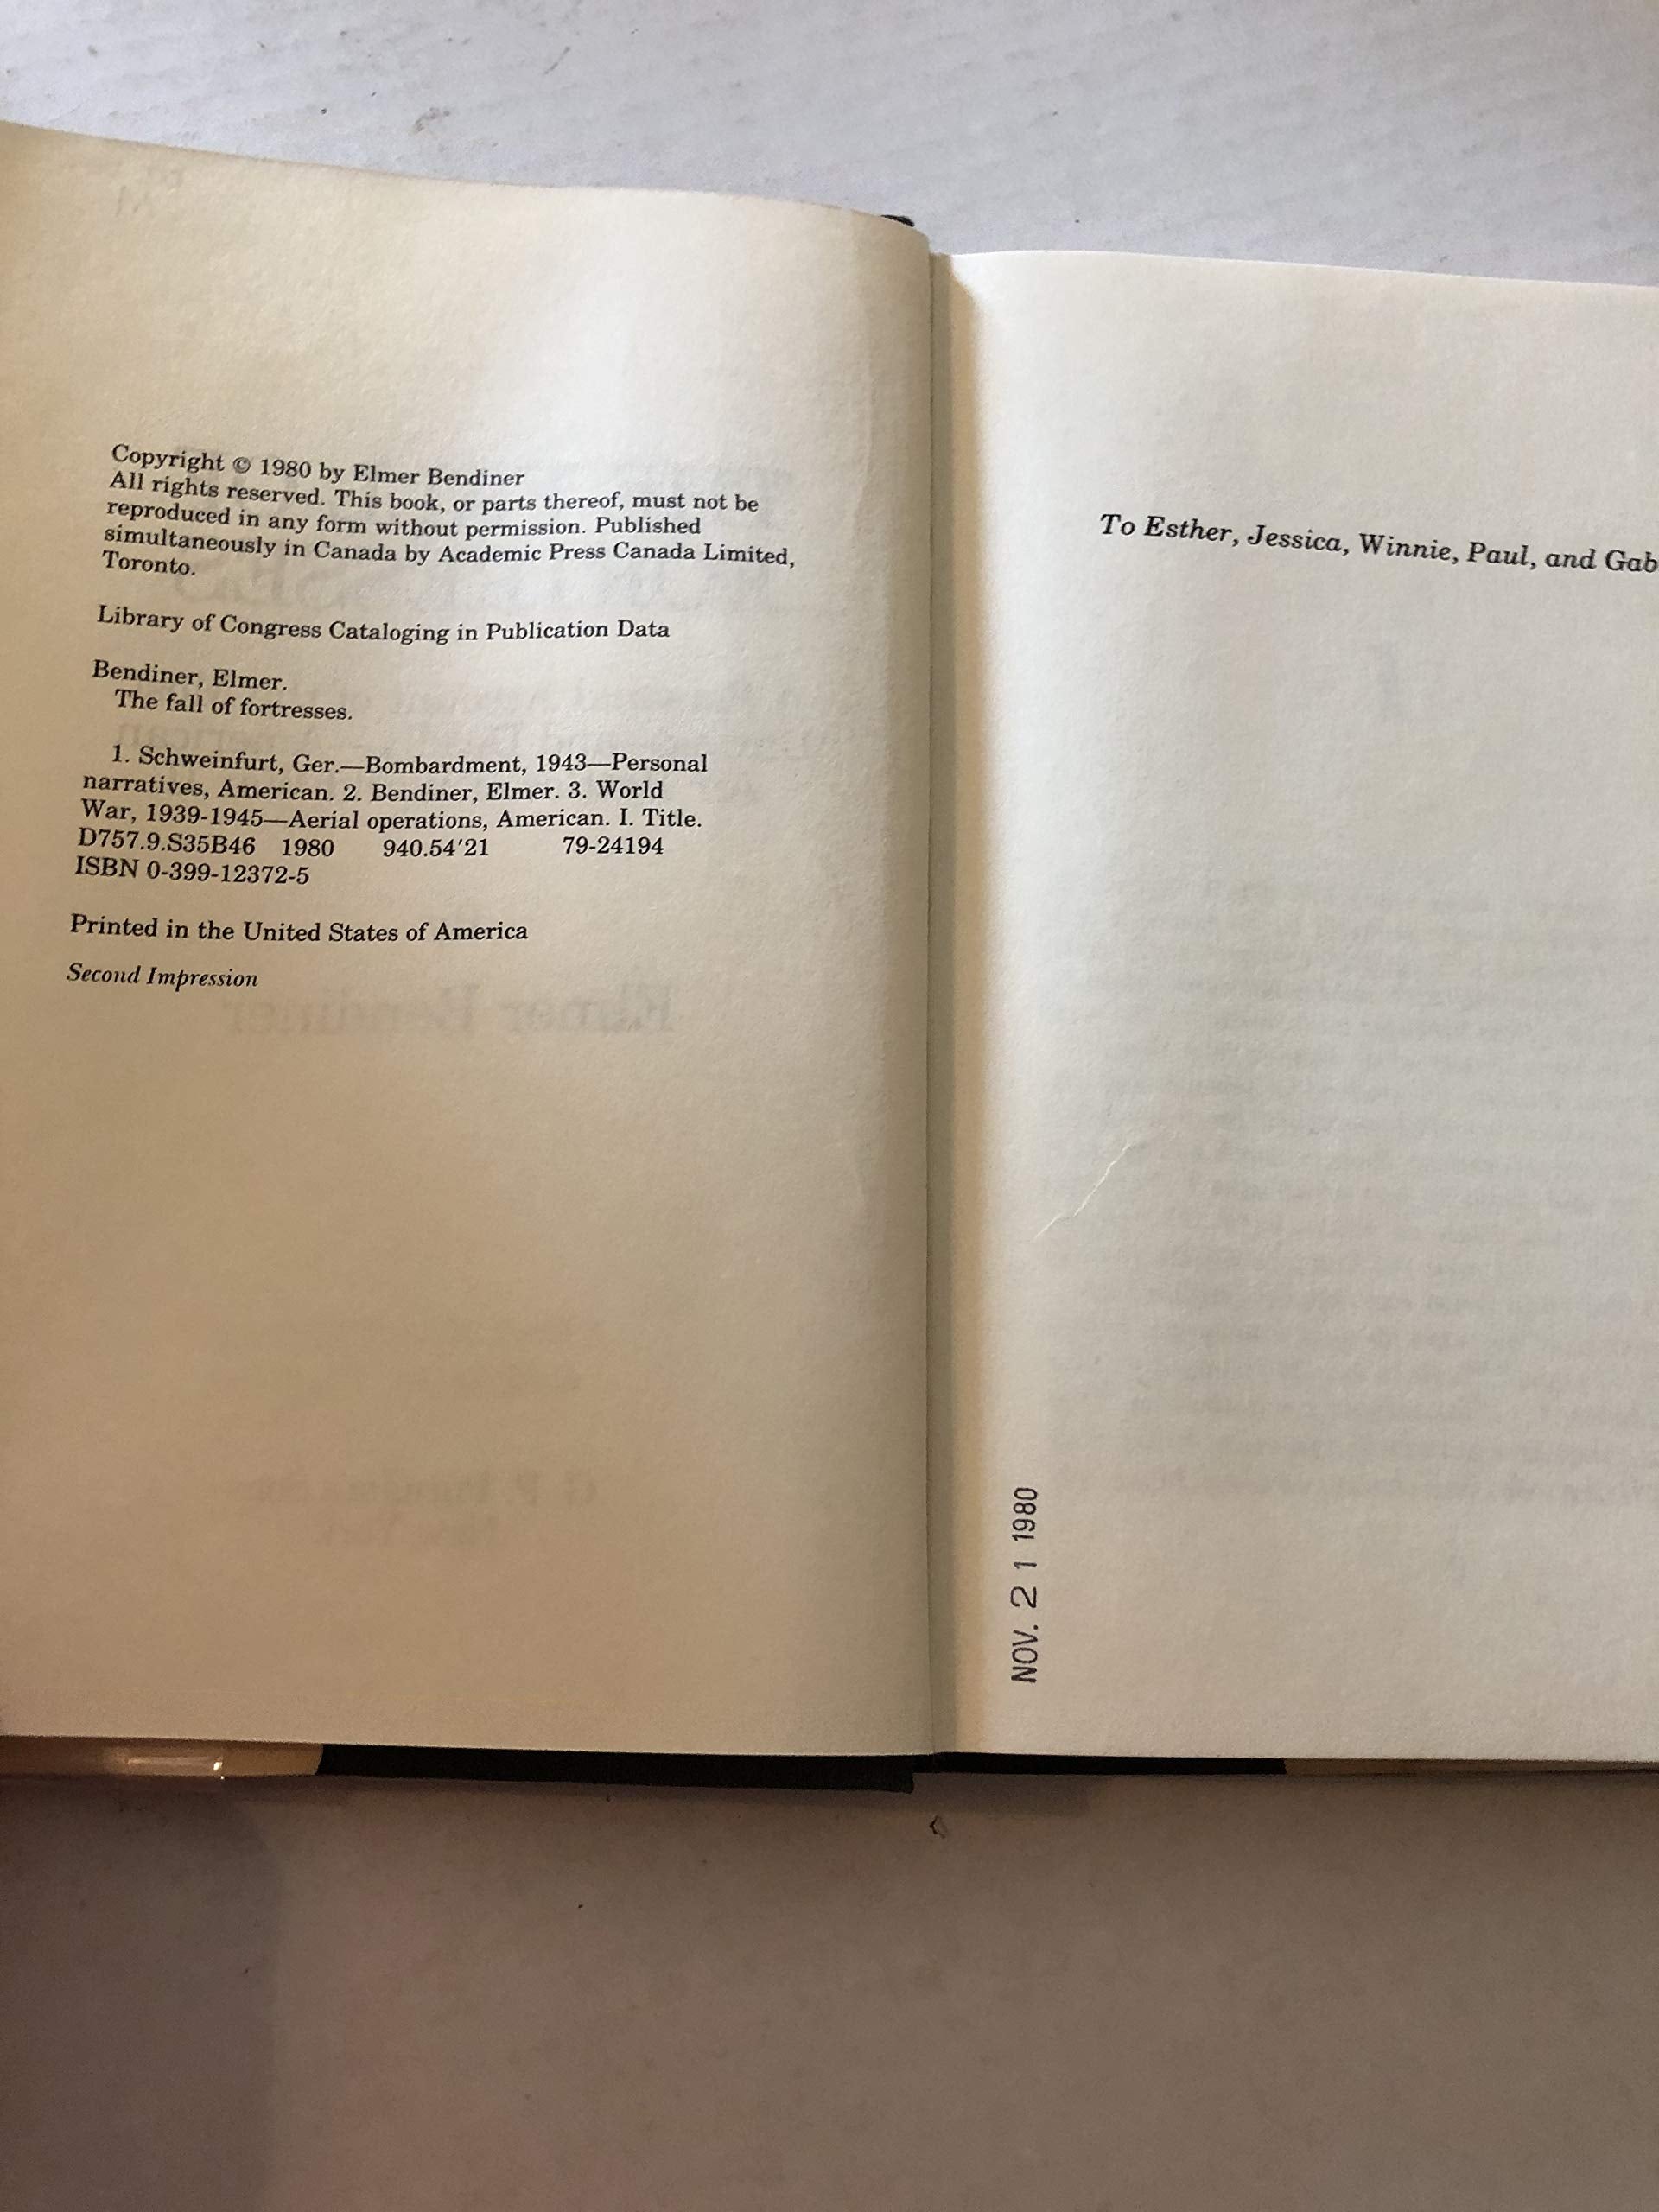 Copyright © 1980 by Elmer Bendiner
All rights reserved. This book, or parts thereof, must not be
reproduced in any form without permission. Published
simultaneously in Canada by Academic Press Canada Limited,
Toronto.
Library of Congress Cataloging in Publication Data
Bendiner, Elmer.
The fall of fortresses.
1. Schweinfurt, Ger.—Bombardment, 1943—Personal
narratives, American. 2. Bendiner, Elmer. 3. World
War, 1939-1945—Aerial operations, American. I. Title.
D757.9.S35B46 1980 940.54'21 79-24194
ISBN 0-399-12372-5
Printed in the United States of America
Second Impression
To Esther, Jessica, Winnie, Paul, and Gab
NOV. 21 1980